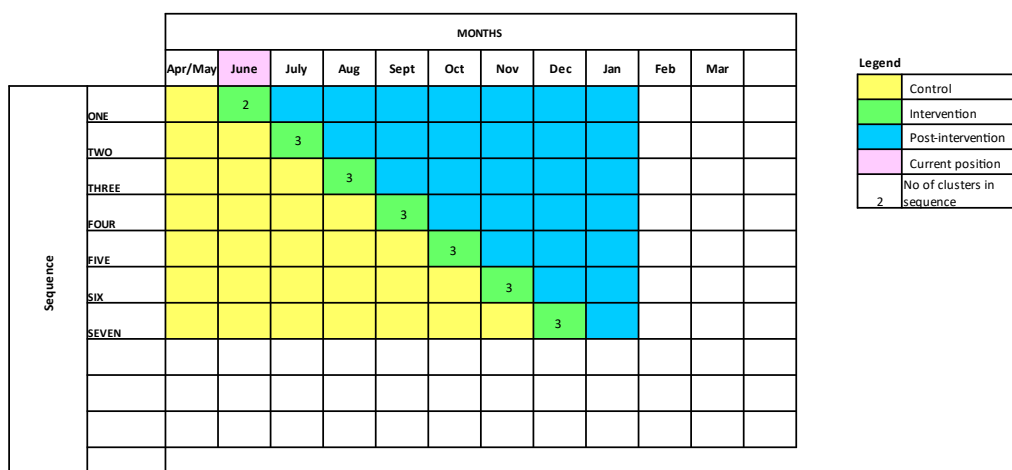 MONTHS
Apr/May June July Aug Sept Oct Nov Dec Jan Feb Mar
Sequence
ONE 2
TWO 3
THREE 3
FOUR 3
FIVE 3
SIX 3
SEVEN 3
Legend
Control
Intervention
Post-intervention
Current position
2 No of clusters in
sequence